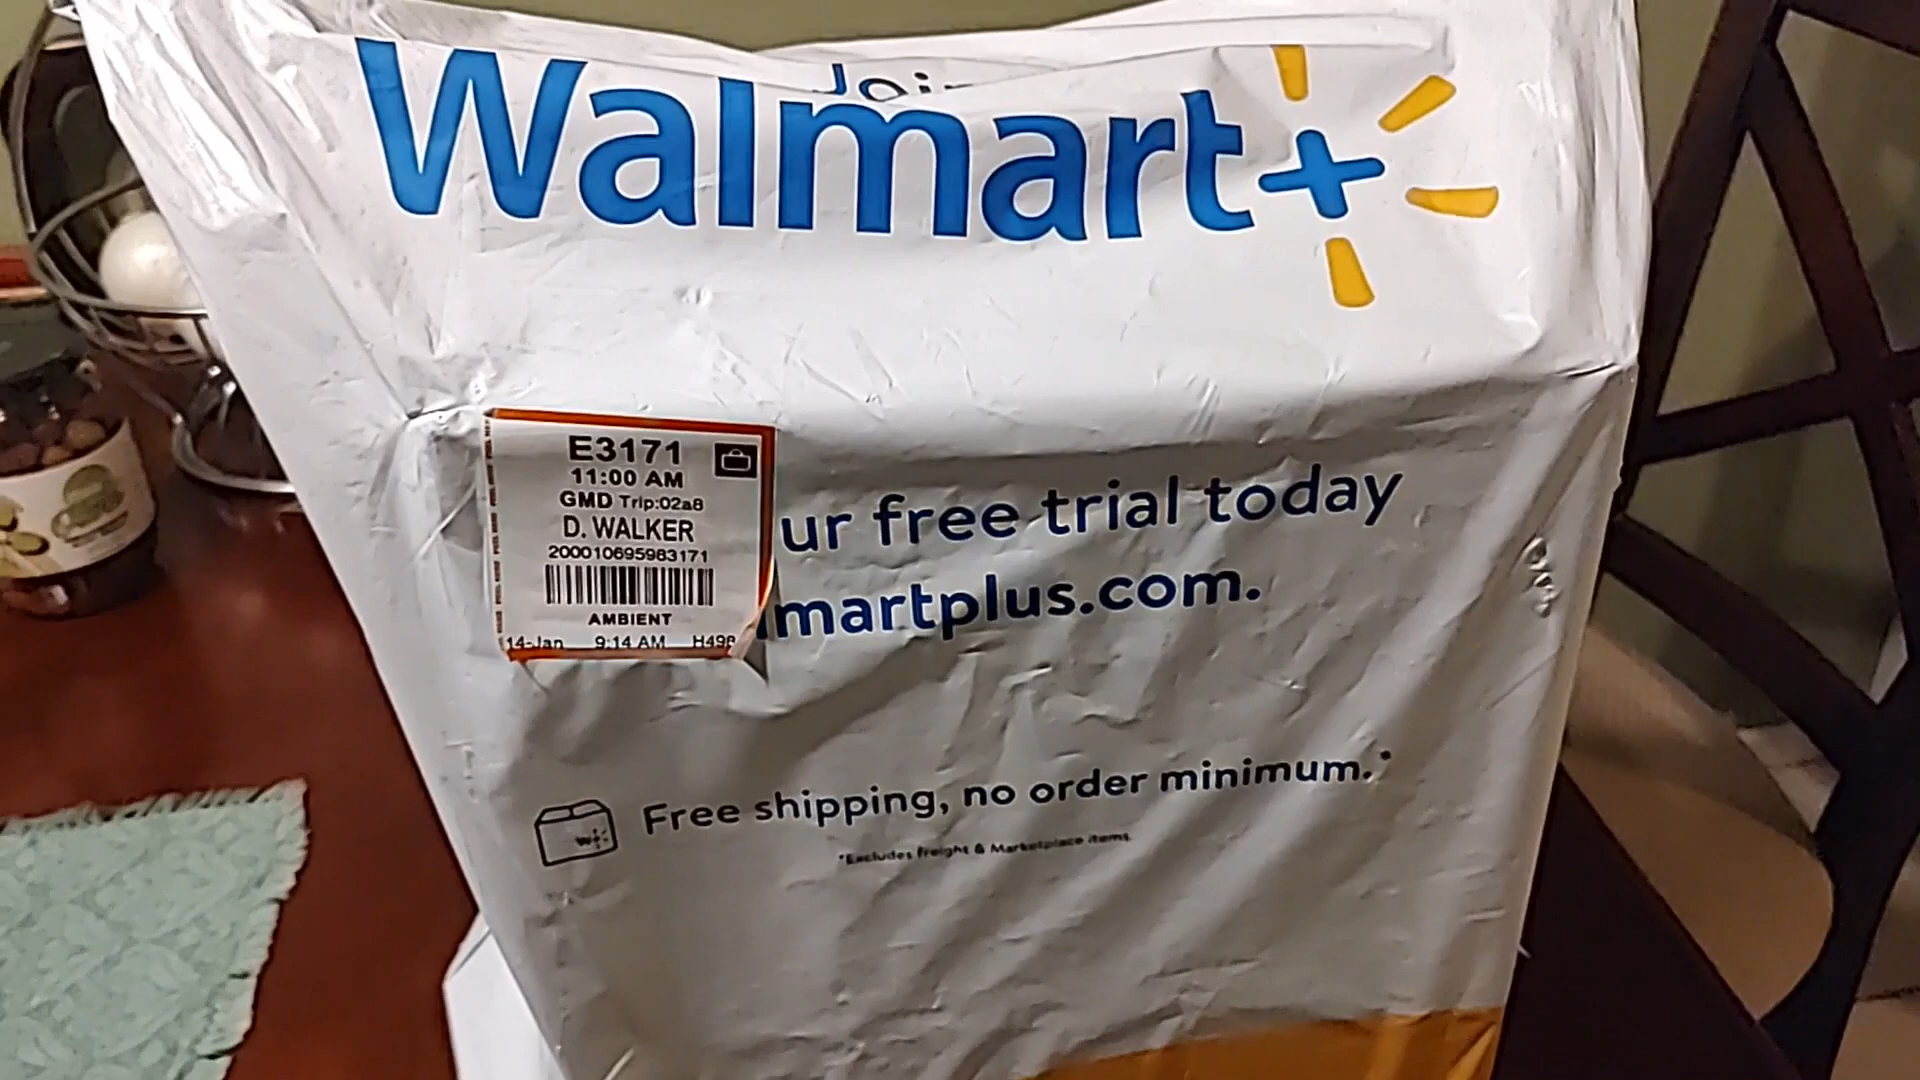 Walmart
E3171
11:00 AM
GMD Trip:02a8
D. WALKER
200010695983171
AMBIENT
14-Jan 9:14 AM
ur free trial today
lmartplus.com.
Free shipping, no order minimum.*
*Excludes freight & Marketplace items.